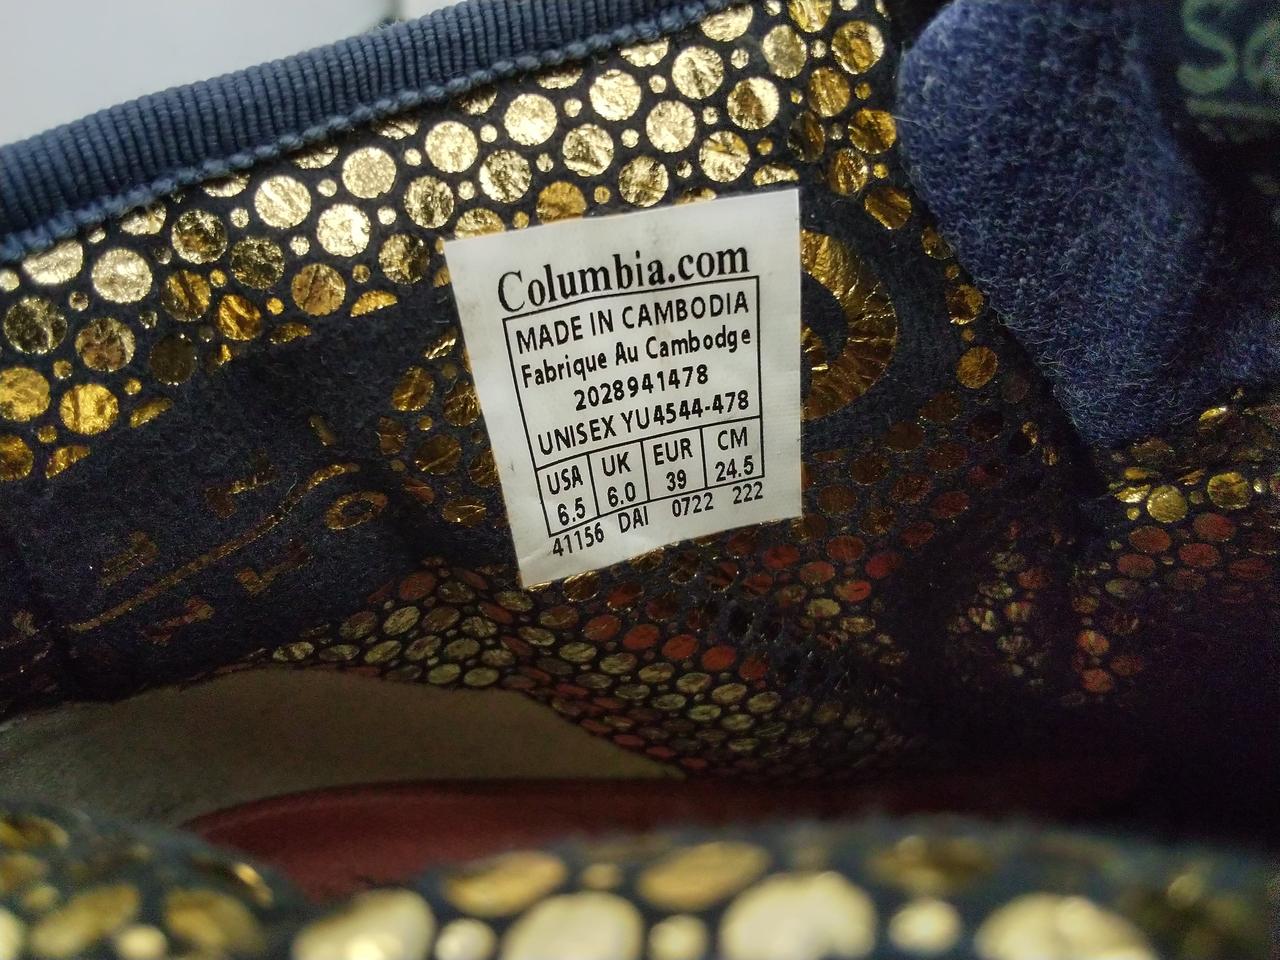 Columbia.com
MADE IN CAMBODIA
Fabrique Au Cambodge
2028941478
UNISEX YU4544-478
USA UK EUR CM
6.5 6.0 39 24.5
41156 DAI 0722 222